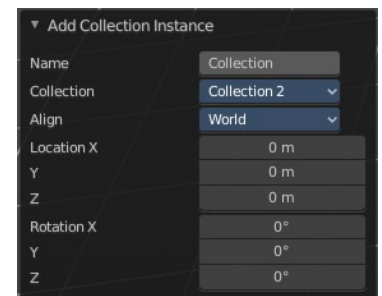 Add Collection Instance
Name Collection
Collection Collection 2
Align World
Location X 0 m
Y 0 m
Z 0 m
Rotation X 0°
Y 0°
Z 0°